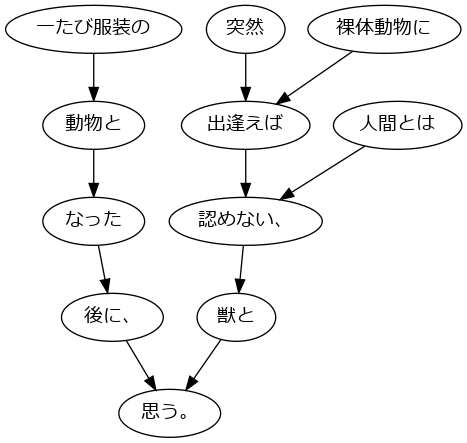 一たび服装の
突然
裸体動物に
動物と
出逢えば
人間とは
なった
認めない、
後に、
獣と
思う。